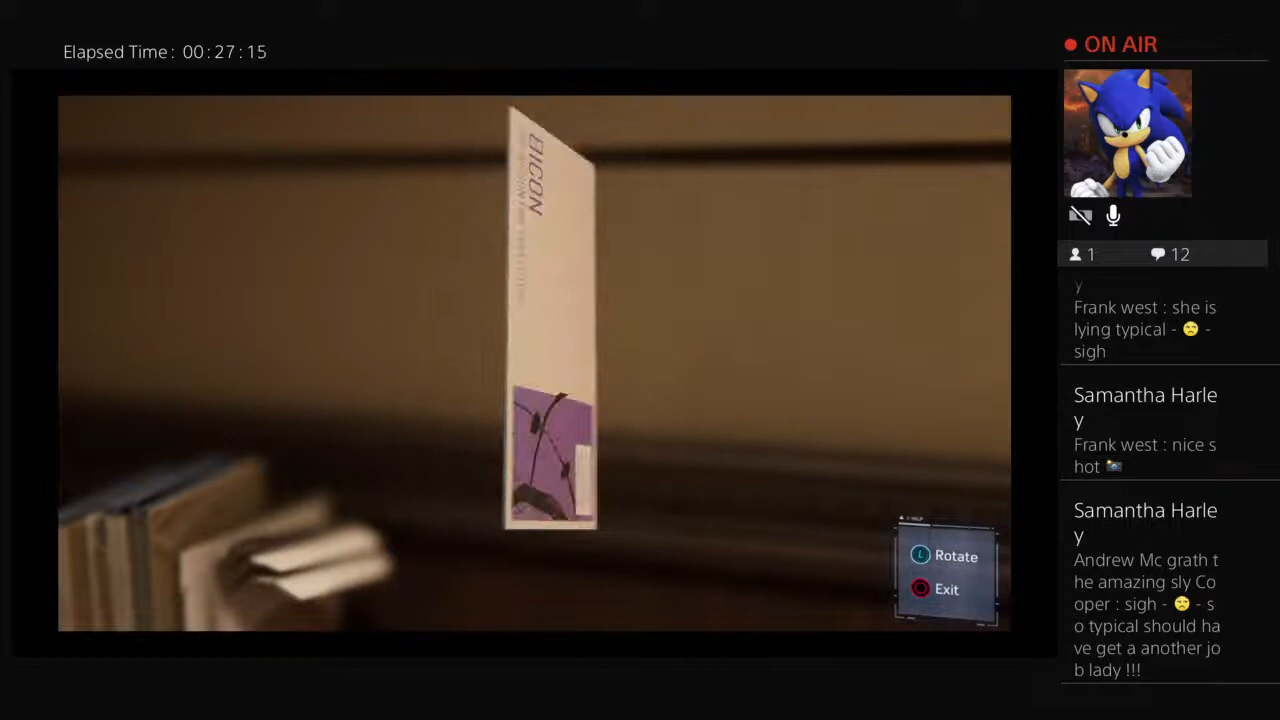 Elapsed Time: 00:27:15
ON AIR
1
12
BICON
y
Frank west : she is
lying typical - 😒 -
sigh
Samantha Harle
y
Frank west : nice s
hot 📸
Samantha Harle
y
Andrew Mc grath t
he amazing sly Co
oper : sigh - 😒 - s
o typical should ha
ve get a another jo
b lady !!!
HELP
L Rotate
Exit